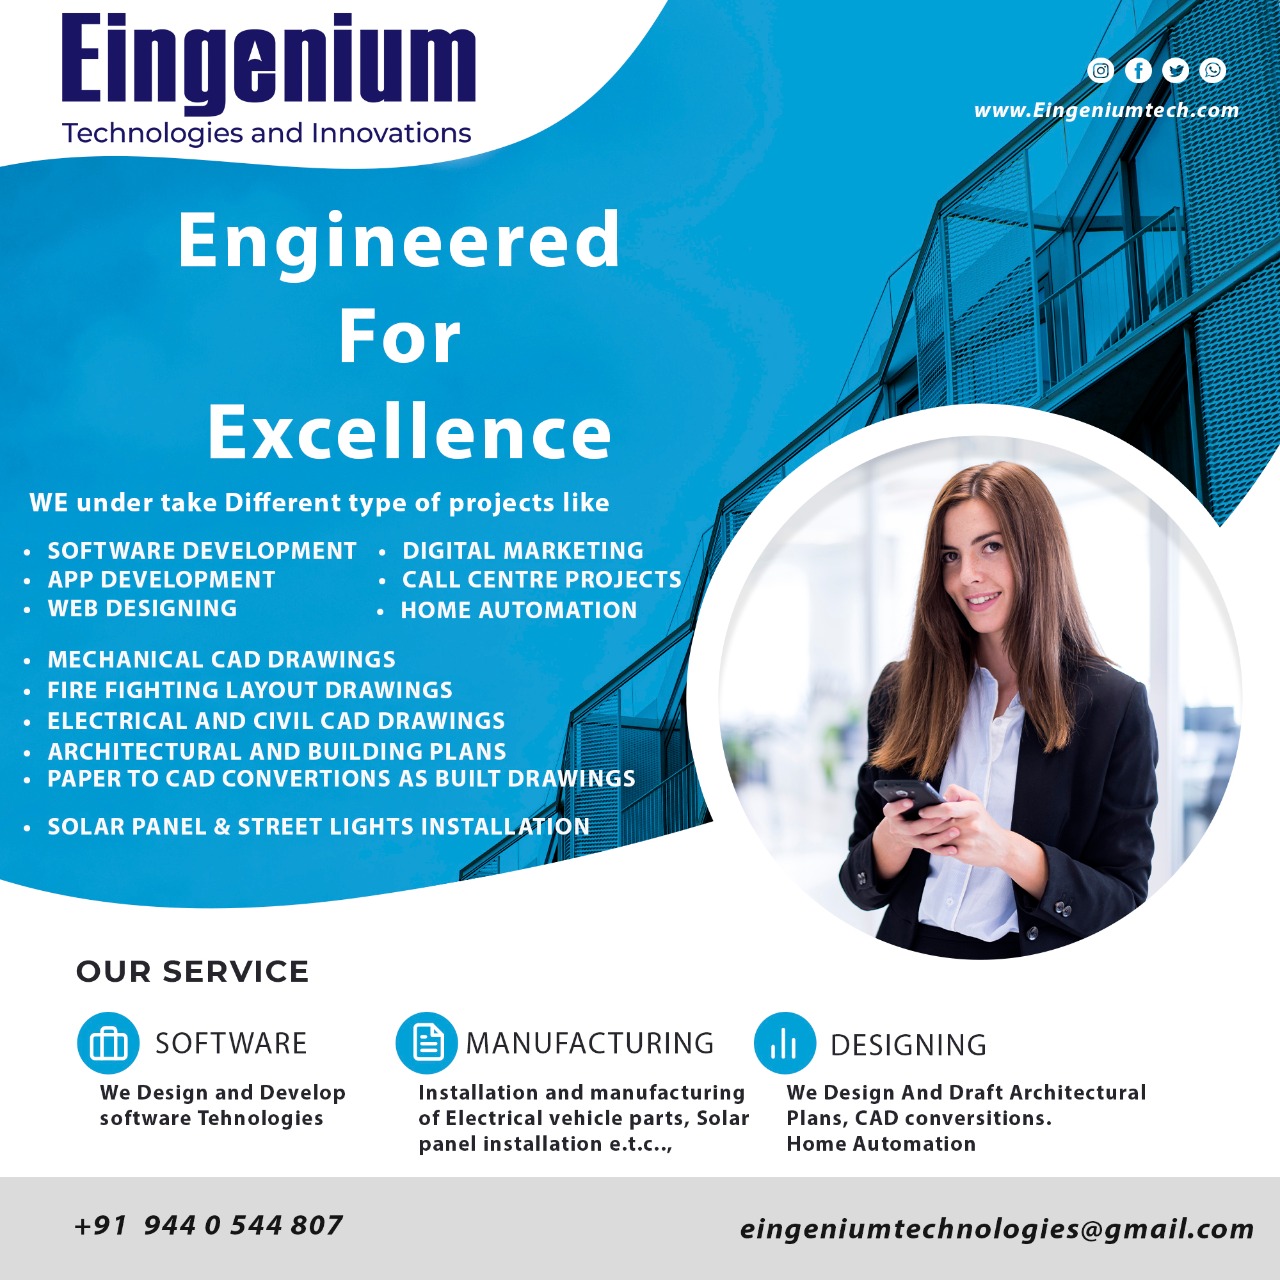 Eingenium
Technologies and Innovations
www.Eingeniumtech.com
Engineered
For
Excellence
WE under take Different type of projects like
• SOFTWARE DEVELOPMENT
• APP DEVELOPMENT
• WEB DESIGNING
• DIGITAL MARKETING
• CALL CENTRE PROJECTS
• HOME AUTOMATION
• MECHANICAL CAD DRAWINGS
• FIRE FIGHTING LAYOUT DRAWINGS
• ELECTRICAL AND CIVIL CAD DRAWINGS
• ARCHITECTURAL AND BUILDING PLANS
• PAPER TO CAD CONVERTIONS AS BUILT DRAWINGS
• SOLAR PANEL & STREET LIGHTS INSTALLATION
OUR SERVICE
SOFTWARE
We Design and Develop
software Tehnologies
MANUFACTURING
Installation and manufacturing
of Electrical vehicle parts, Solar
panel installation e.t.c..,
DESIGNING
We Design And Draft Architectural
Plans, CAD conversitions.
Home Automation
+91 944 0 544 807
eingeniumtechnologies@gmail.com